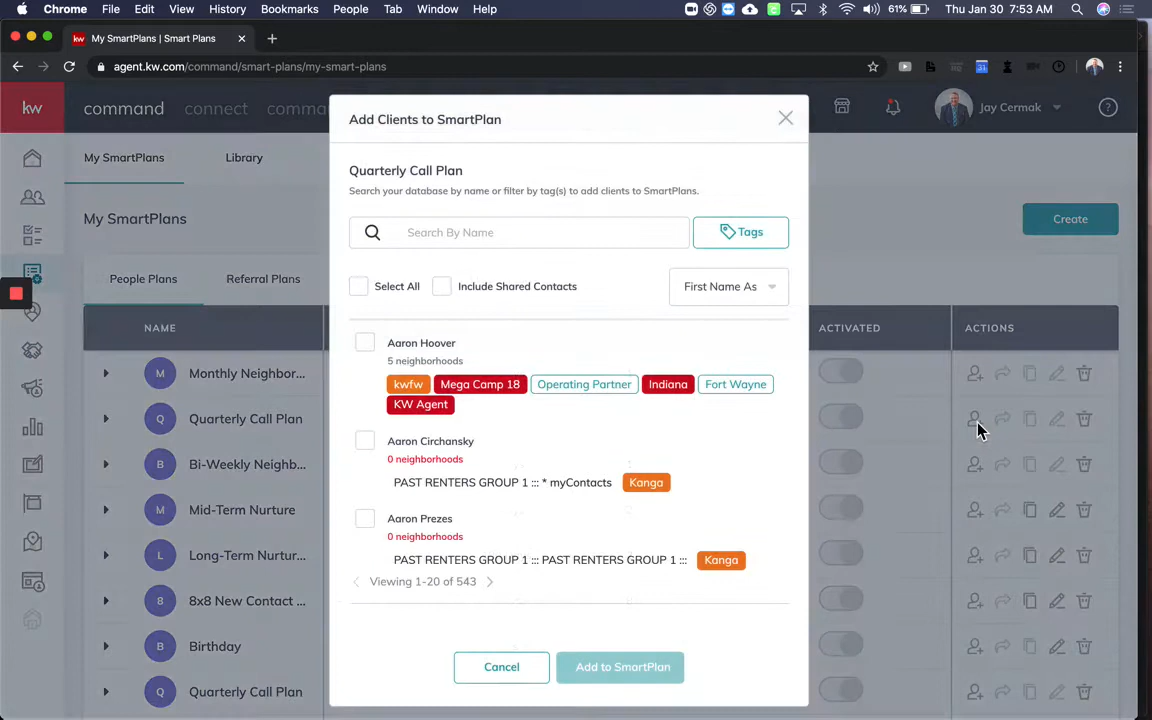 Chrome File Edit View History Bookmarks People Tab Window Help 61% Thu Jan 30 7:53 AM
kw My SmartPlans | Smart Plans
agent.kw.com/command/smart-plans/my-smart-plans 31
kw command connect comma Jay Cermak ?
Add Clients to SmartPlan
My SmartPlans Library
Quarterly Call Plan
Search your database by name or filter by tag(s) to add clients to SmartPlans.
My SmartPlans Create
Search By Name Tags
People Plans Referral Plans
Select All Include Shared Contacts First Name As
NAME ACTIVATED ACTIONS
Aaron Hoover
5 neighborhoods
M Monthly Neighbor...
kwfw Mega Camp 18 Operating Partner Indiana Fort Wayne
KW Agent
Q Quarterly Call Plan
Aaron Circhansky
0 neighborhoods
B Bi-Weekly Neighb...
PAST RENTERS GROUP 1 ::: * myContacts Kanga
M Mid-Term Nurture
Aaron Prezes
0 neighborhoods
L Long-Term Nurtur...
PAST RENTERS GROUP 1 ::: PAST RENTERS GROUP 1 ::: Kanga
Viewing 1-20 of 543
8 8x8 New Contact ...
B Birthday
Cancel Add to SmartPlan
Q Quarterly Call Plan